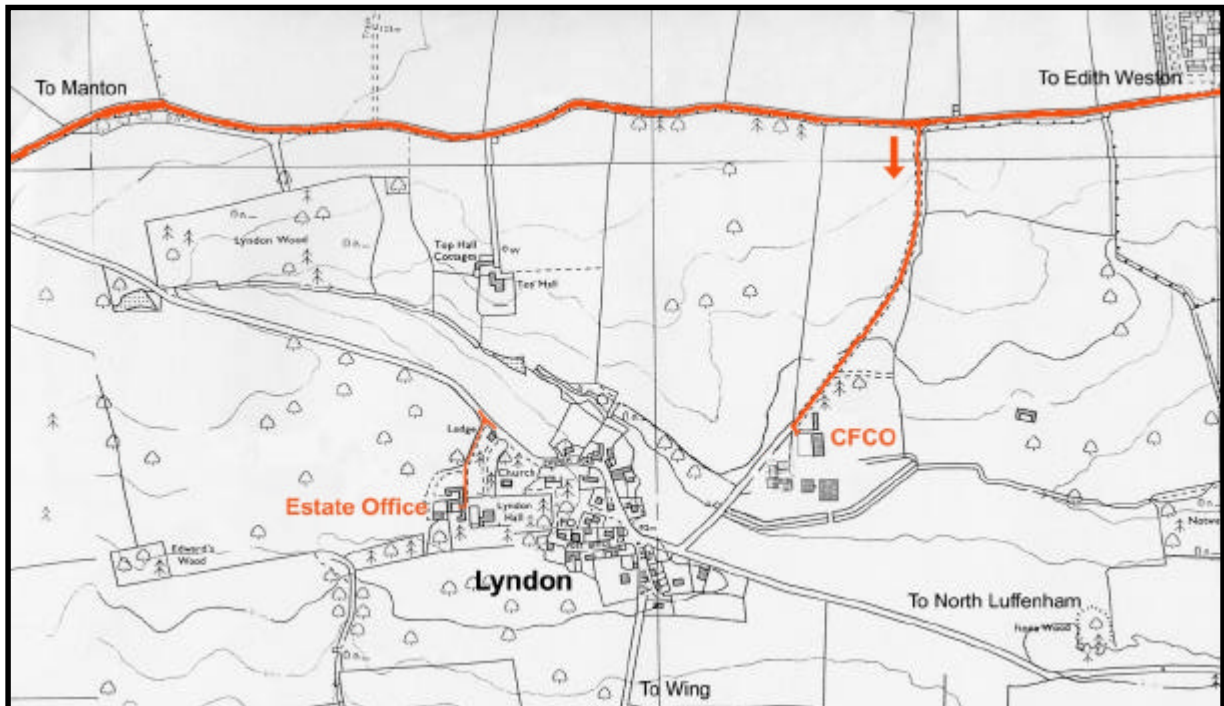 To Manton
To Edith Weston
Lyndon Wood
Top Hall
Cottages
Top Hall
Lodge
Church
CFCO
Estate Office
Lyndon
Hall
Edward's
Wood
Lyndon
To North Luffenham
Wood
To Wing